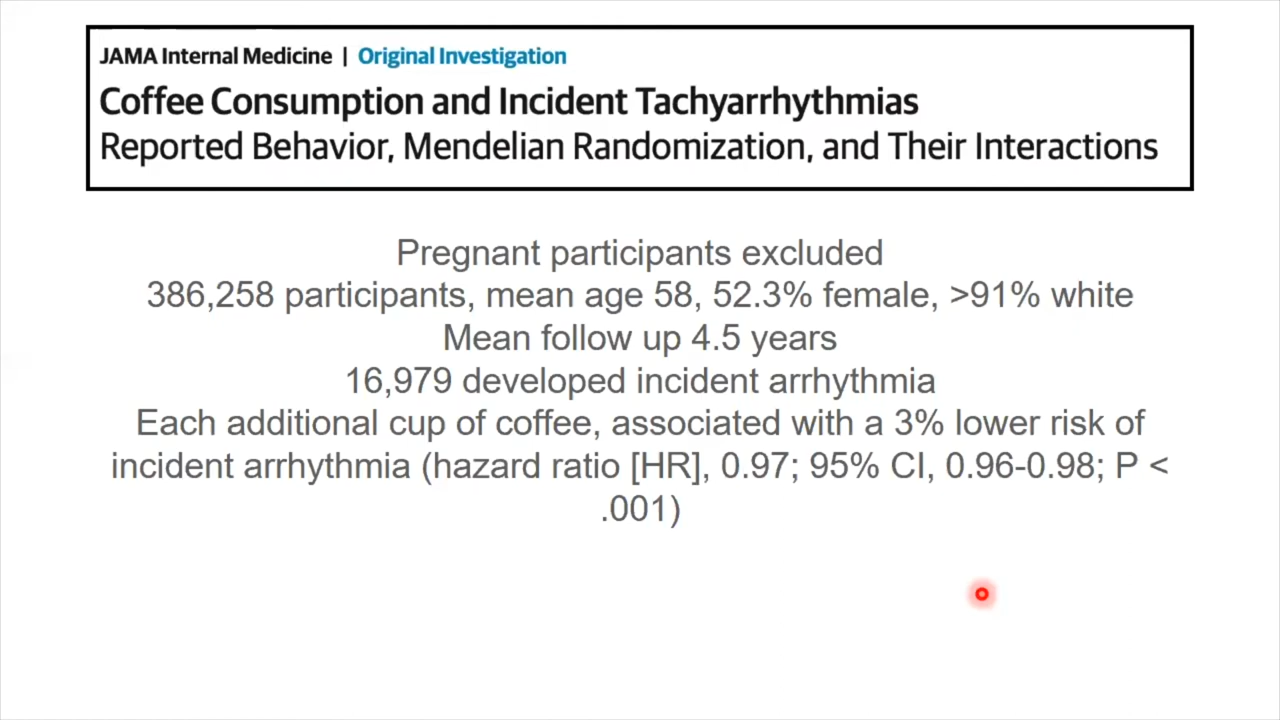 JAMA Internal Medicine | Original Investigation
Coffee Consumption and Incident Tachyarrhythmias
Reported Behavior, Mendelian Randomization, and Their Interactions
Pregnant participants excluded
386,258 participants, mean age 58, 52.3% female, >91% white
Mean follow up 4.5 years
16,979 developed incident arrhythmia
Each additional cup of coffee, associated with a 3% lower risk of
incident arrhythmia (hazard ratio [HR], 0.97; 95% CI, 0.96-0.98; P <
.001)